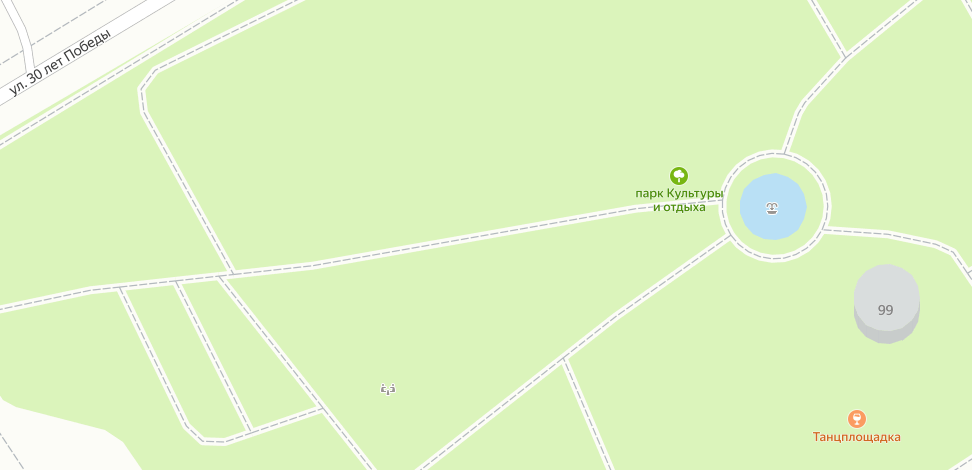 ул. 30 лет Победы
парк Культуры
и отдыха
99
Танцплощадка